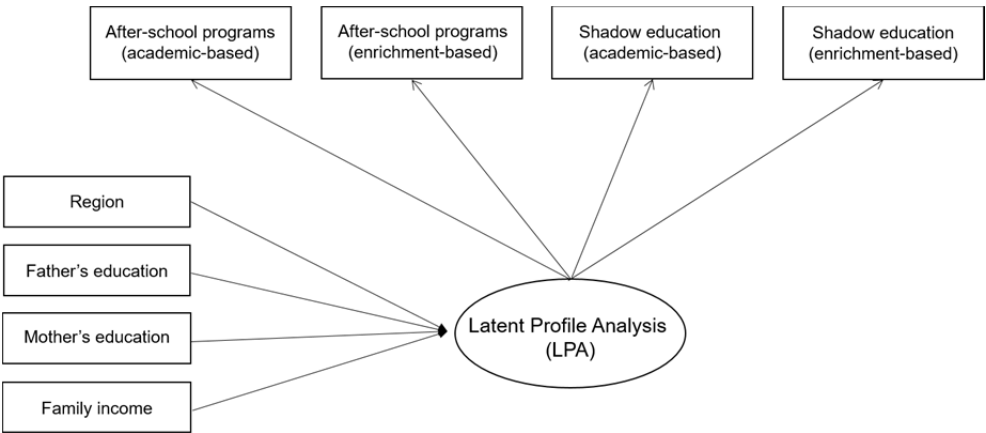 After-school programs
(academic-based)
After-school programs
(enrichment-based)
Shadow education
(academic-based)
Shadow education
(enrichment-based)
Region
Father's education
Mother's education
Family income
Latent Profile Analysis
(LPA)